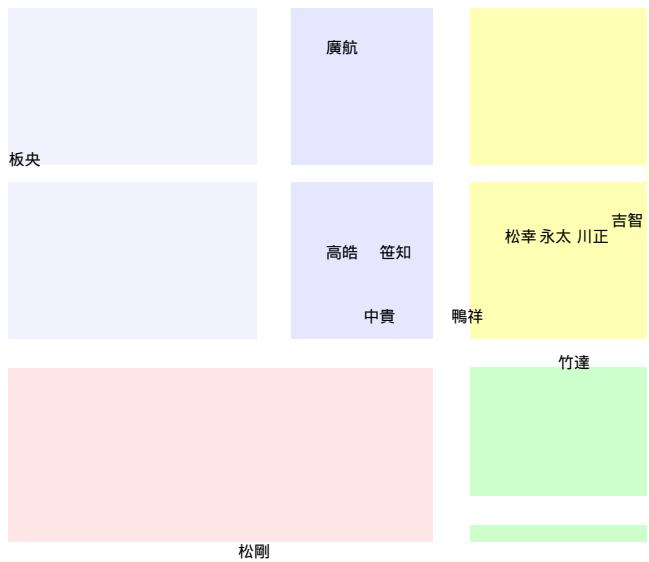 廣航
板央
吉智
松幸 永太 川正
高皓 笹知
中貴 鴨祥
竹達
松剛